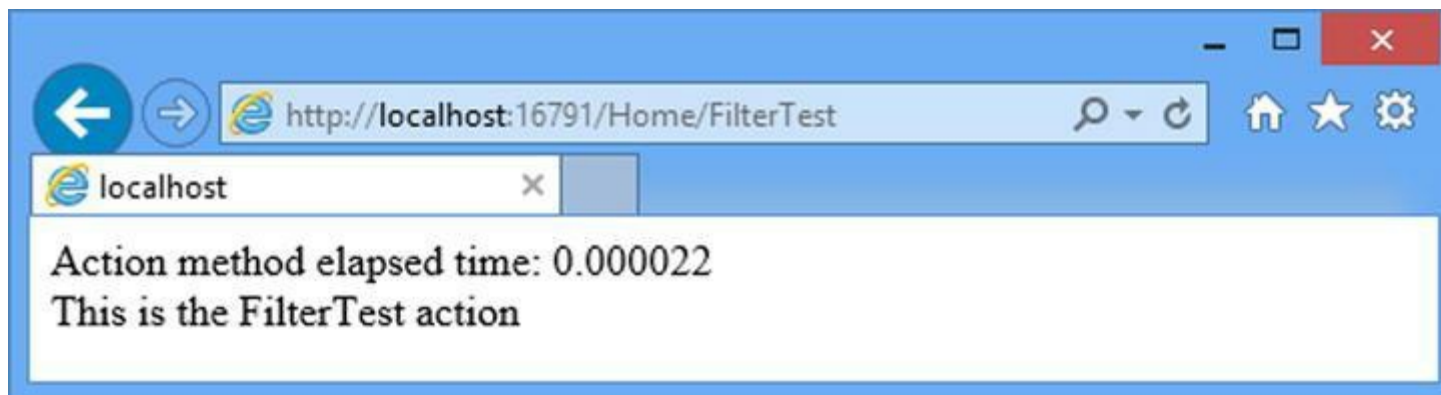 http://localhost:16791/Home/FilterTest
localhost
Action method elapsed time: 0.000022
This is the FilterTest action